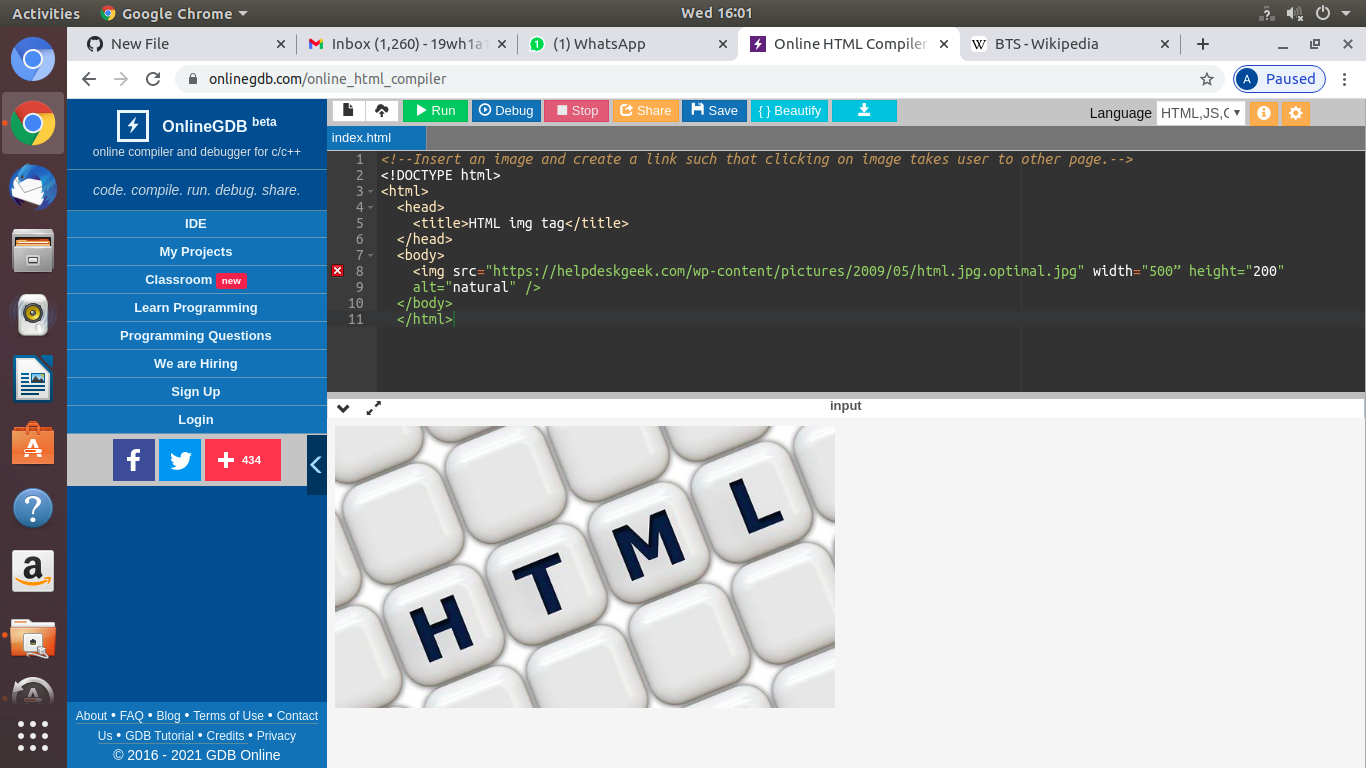 Activities
Google Chrome
Wed 16:01
New File
Inbox (1,260) - 19wh1a1
(1) WhatsApp
Online HTML Compiler
BTS - Wikipedia
onlinegdb.com/online_html_compiler
A
Paused
OnlineGDB beta
online compiler and debugger for c/c++
code. compile. run. debug. share.
IDE
My Projects
Classroom new
Learn Programming
Programming Questions
We are Hiring
Sign Up
Login
434
About • FAQ • Blog • Terms of Use • Contact
Us • GDB Tutorial • Credits • Privacy
© 2016 - 2021 GDB Online
Run
Debug
Stop
Share
Save
{ } Beautify
Language
HTML,JS,C
index.html
1 <!--Insert an image and create a link such that clicking on image takes user to other page.-->
2 <!DOCTYPE html>
3 <html>
4 <head>
5 <title>HTML img tag</title>
6 </head>
7 <body>
8 <img src="https://helpdeskgeek.com/wp-content/pictures/2009/05/html.jpg.optimal.jpg" width="500” height="200"
9 alt="natural" />
10 </body>
11 </html>
input
HTML